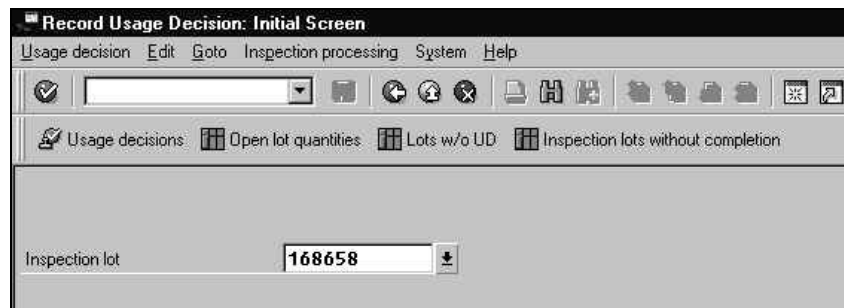 Record Usage Decision: Initial Screen
Usage decision Edit Goto Inspection processing System Help
Usage decisions Open lot quantities Lots w/o UD Inspection lots without completion
Inspection lot 168658